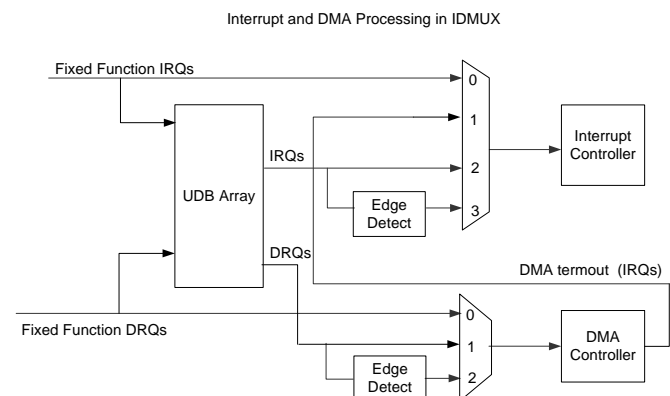 Interrupt and DMA Processing in IDMUX
Fixed Function IRQs
0
1
2
3
Interrupt
Controller
UDB Array
IRQs
Edge
Detect
DRQs
DMA termout (IRQs)
Fixed Function DRQs
0
1
2
DMA
Controller
Edge
Detect